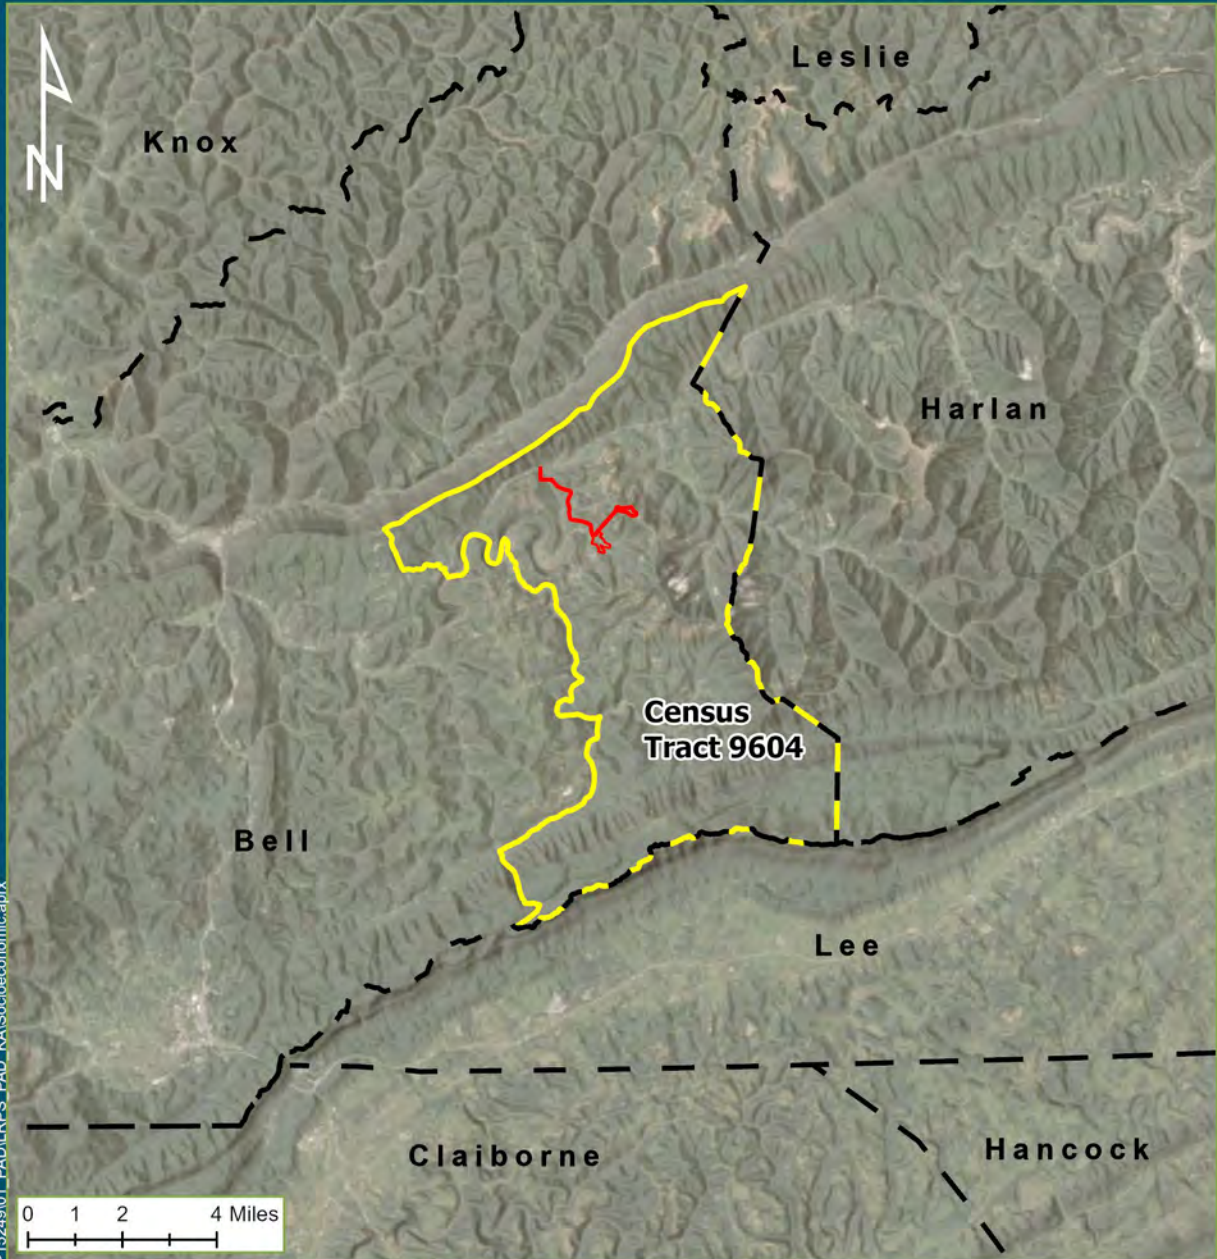 Leslie
Knox
N
Harlan
Census
Tract 9604
Bell
Lee
Claiborne
Hancock
0 1 2 4 Miles